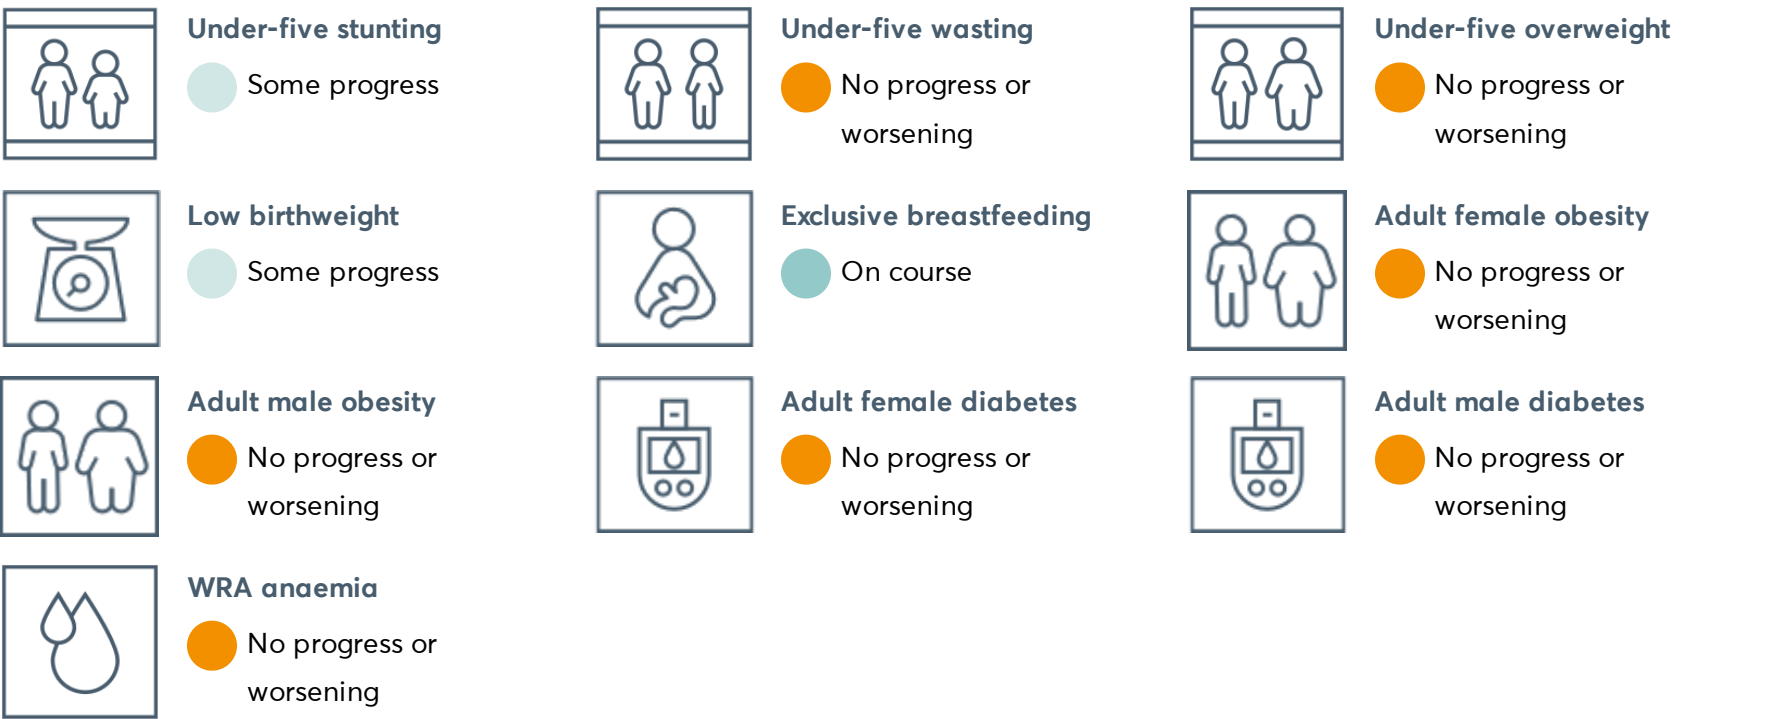 Under-five stunting
Some progress
Under-five wasting
No progress or
worsening
Under-five overweight
No progress or
worsening
Low birthweight
Some progress
Exclusive breastfeeding
On course
Adult female obesity
No progress or
worsening
Adult male obesity
No progress or
worsening
Adult female diabetes
No progress or
worsening
Adult male diabetes
No progress or
worsening
WRA anaemia
No progress or
worsening